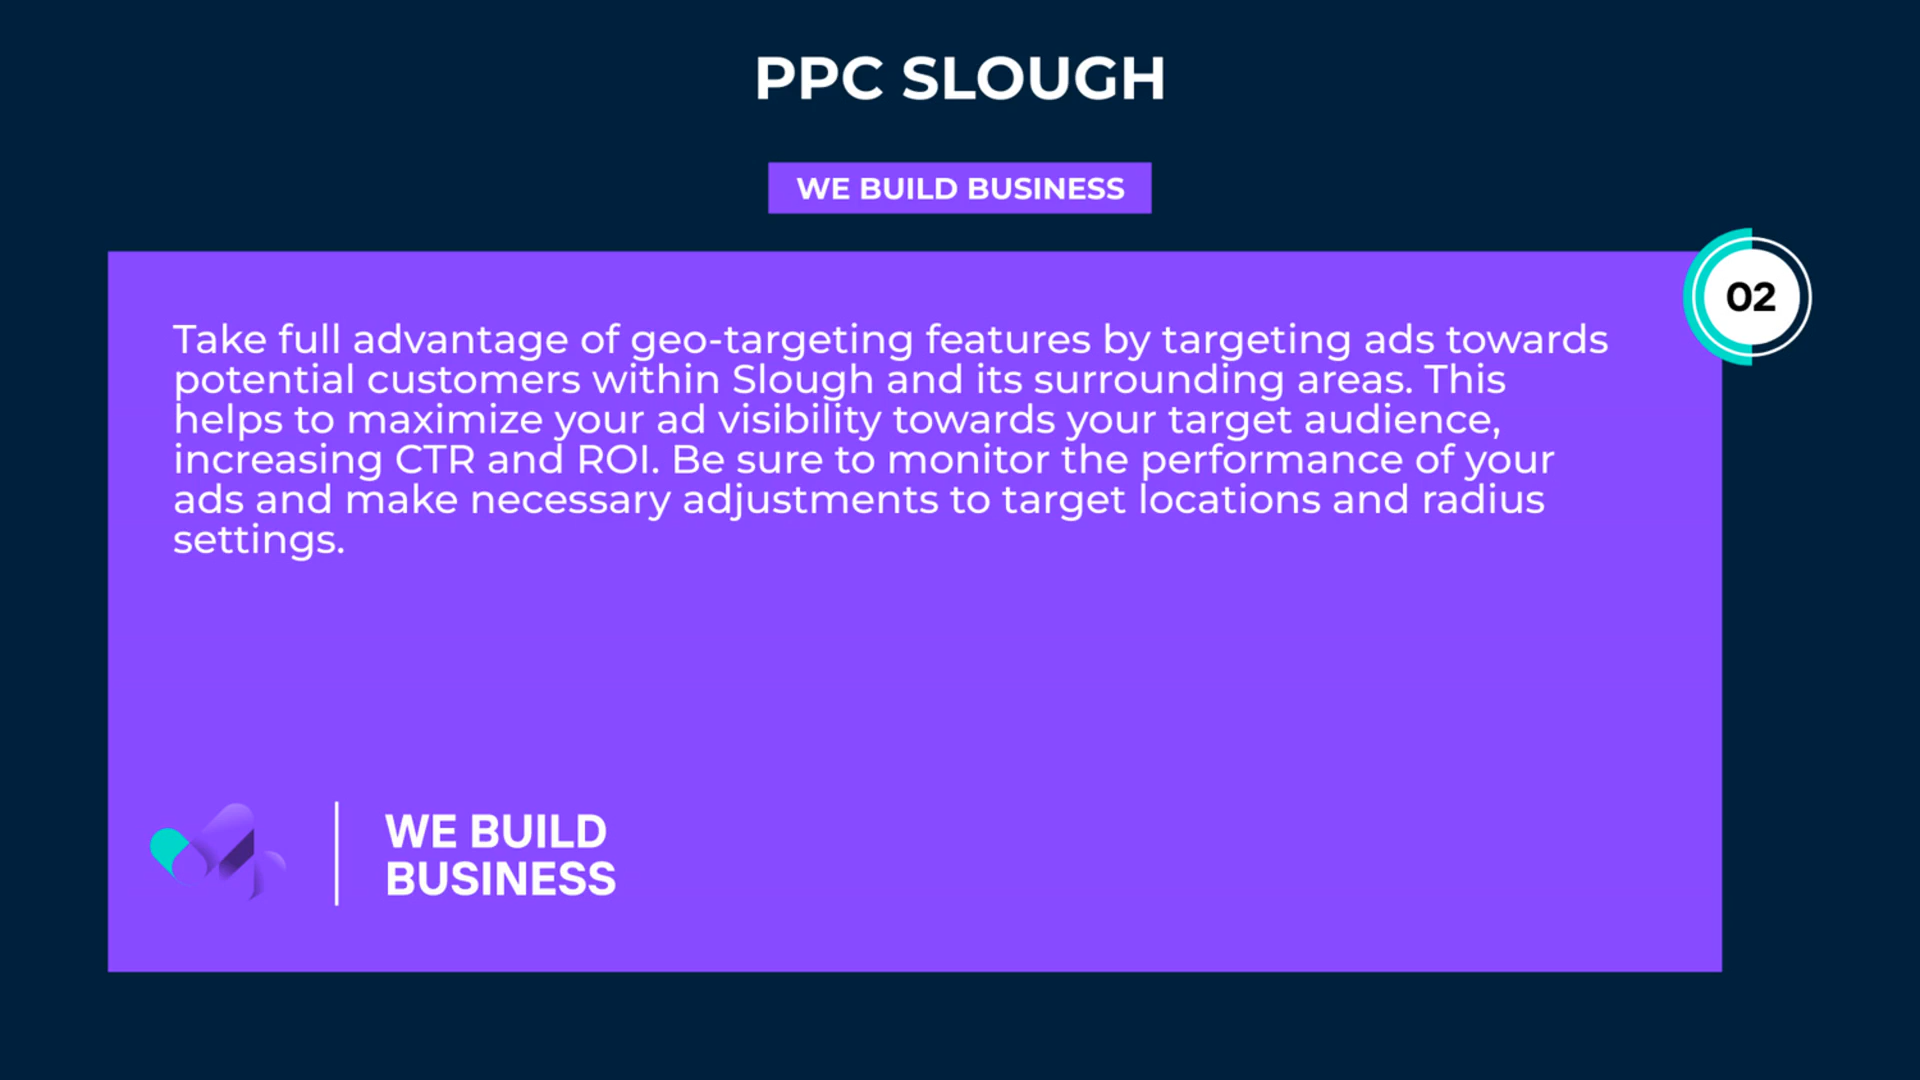 PPC SLOUGH
WE BUILD BUSINESS
02
Take full advantage of geo-targeting features by targeting ads towards
potential customers within Slough and its surrounding areas. This
helps to maximize your ad visibility towards your target audience,
increasing CTR and ROI. Be sure to monitor the performance of your
ads and make necessary adjustments to target locations and radius
settings.
WE BUILD
BUSINESS